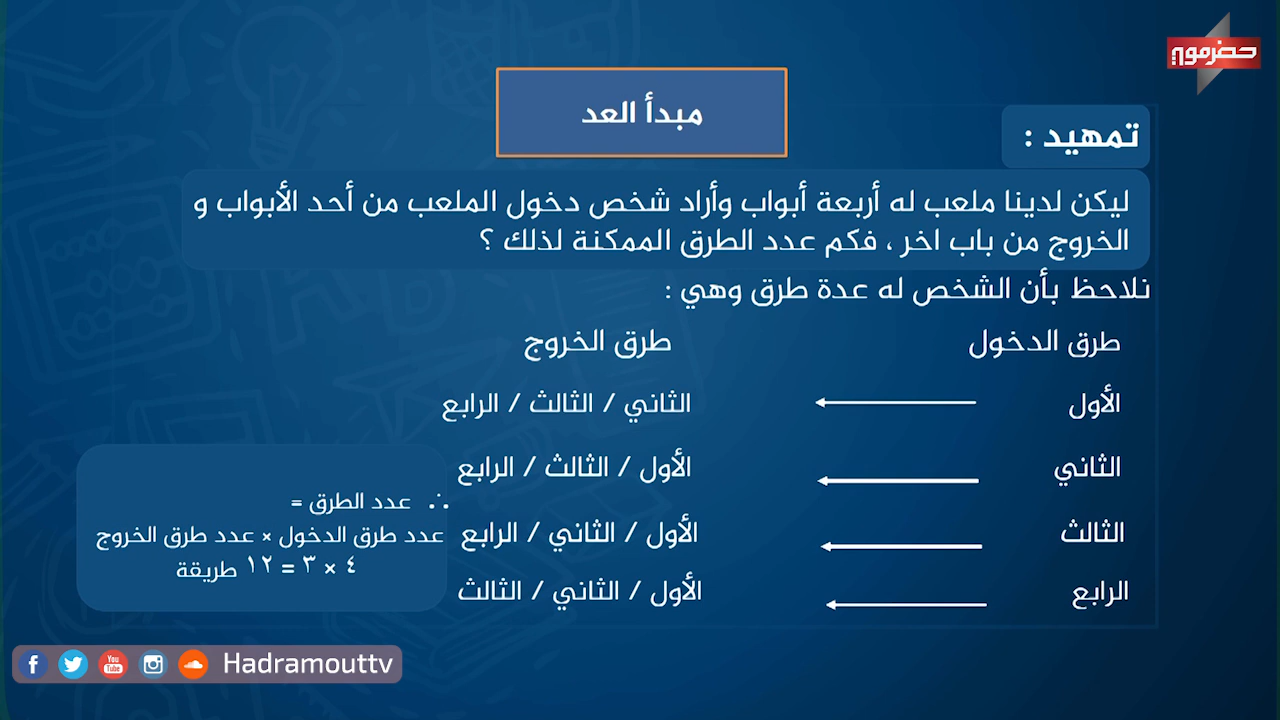 حضرموت
مبدأ العد
تمهيد :
ليكن لدينا ملعب له أربعة أبواب وأراد شخص دخول الملعب من أحد الأبواب و
الخروج من باب اخر ، فكم عدد الطرق الممكنة لذلك ؟
نلاحظ بأن الشخص له عدة طرق وهي :
طرق الدخول طرق الخروج
الأول الثاني / الثالث / الرابع
الثاني الأول / الثالث / الرابع
الثالث الأول / الثاني / الرابع
الرابع الأول / الثاني / الثالث
∴ عدد الطرق =
عدد طرق الدخول × عدد طرق الخروج
٤ × ٣ = ١٢ طريقة
Hadramouttv